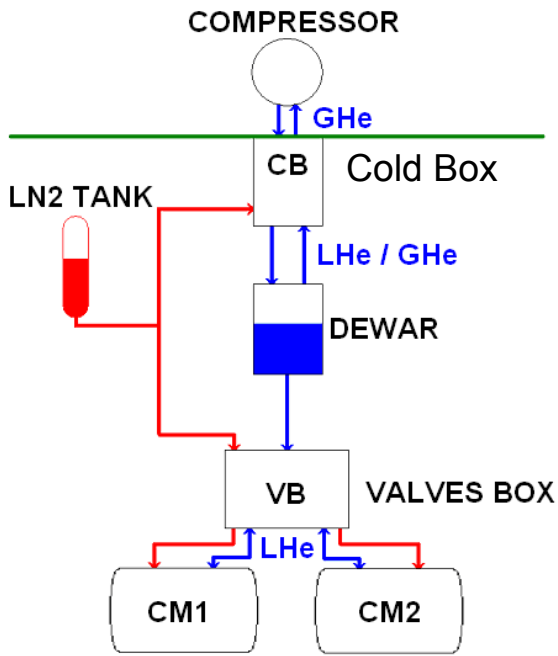 COMPRESSOR
GHe
CB
Cold Box
LN2 TANK
LHe / GHe
DEWAR
VB
VALVES BOX
LHe
CM1
CM2